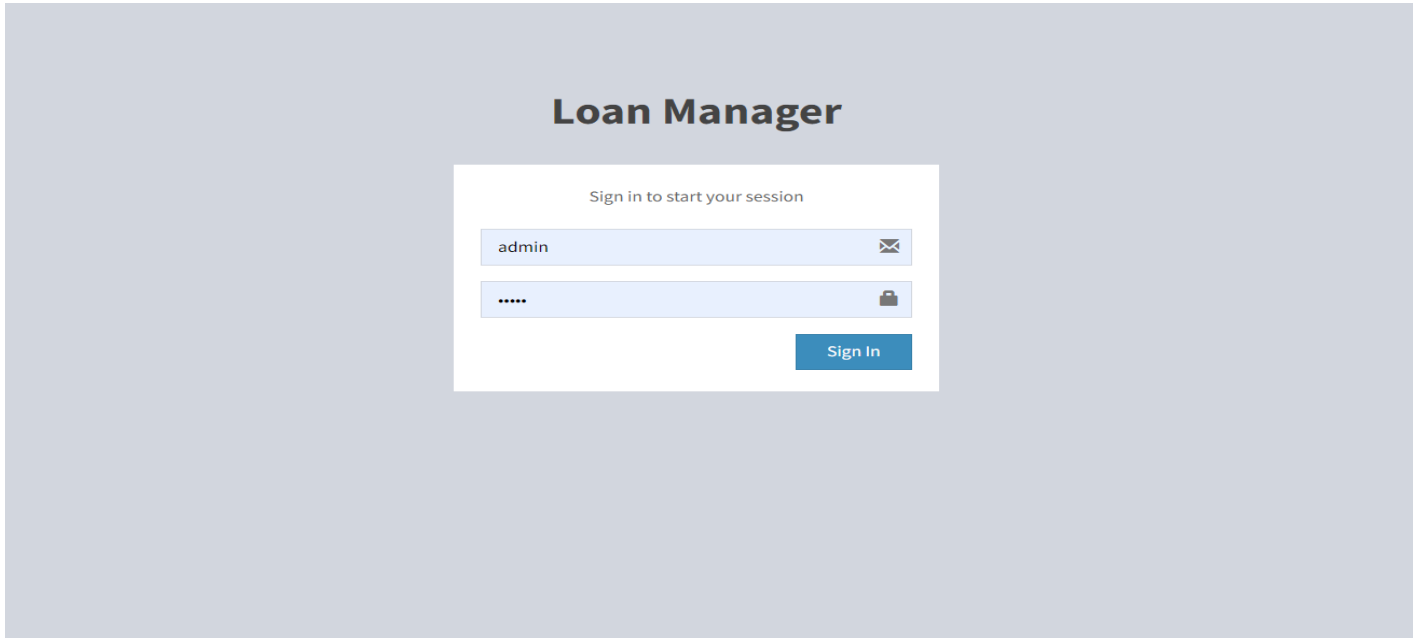 Loan Manager
Sign in to start your session
admin
•••••
Sign In